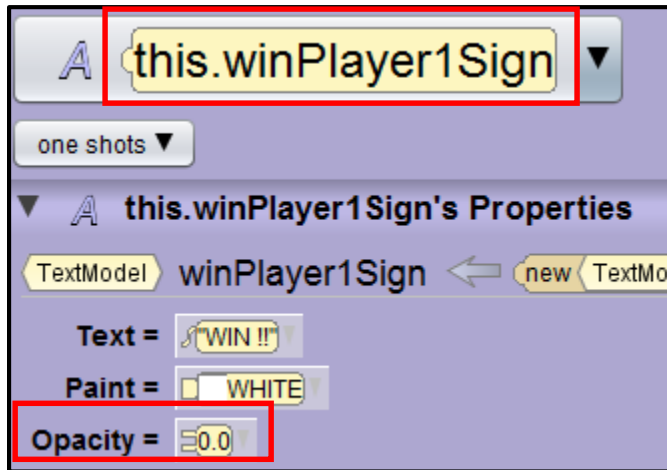 A this.winPlayer1Sign
one shots
A this.winPlayer1Sign's Properties
TextModel winPlayer1Sign new TextMo
Text = "WIN !!"
Paint = WHITE
Opacity = 0.0